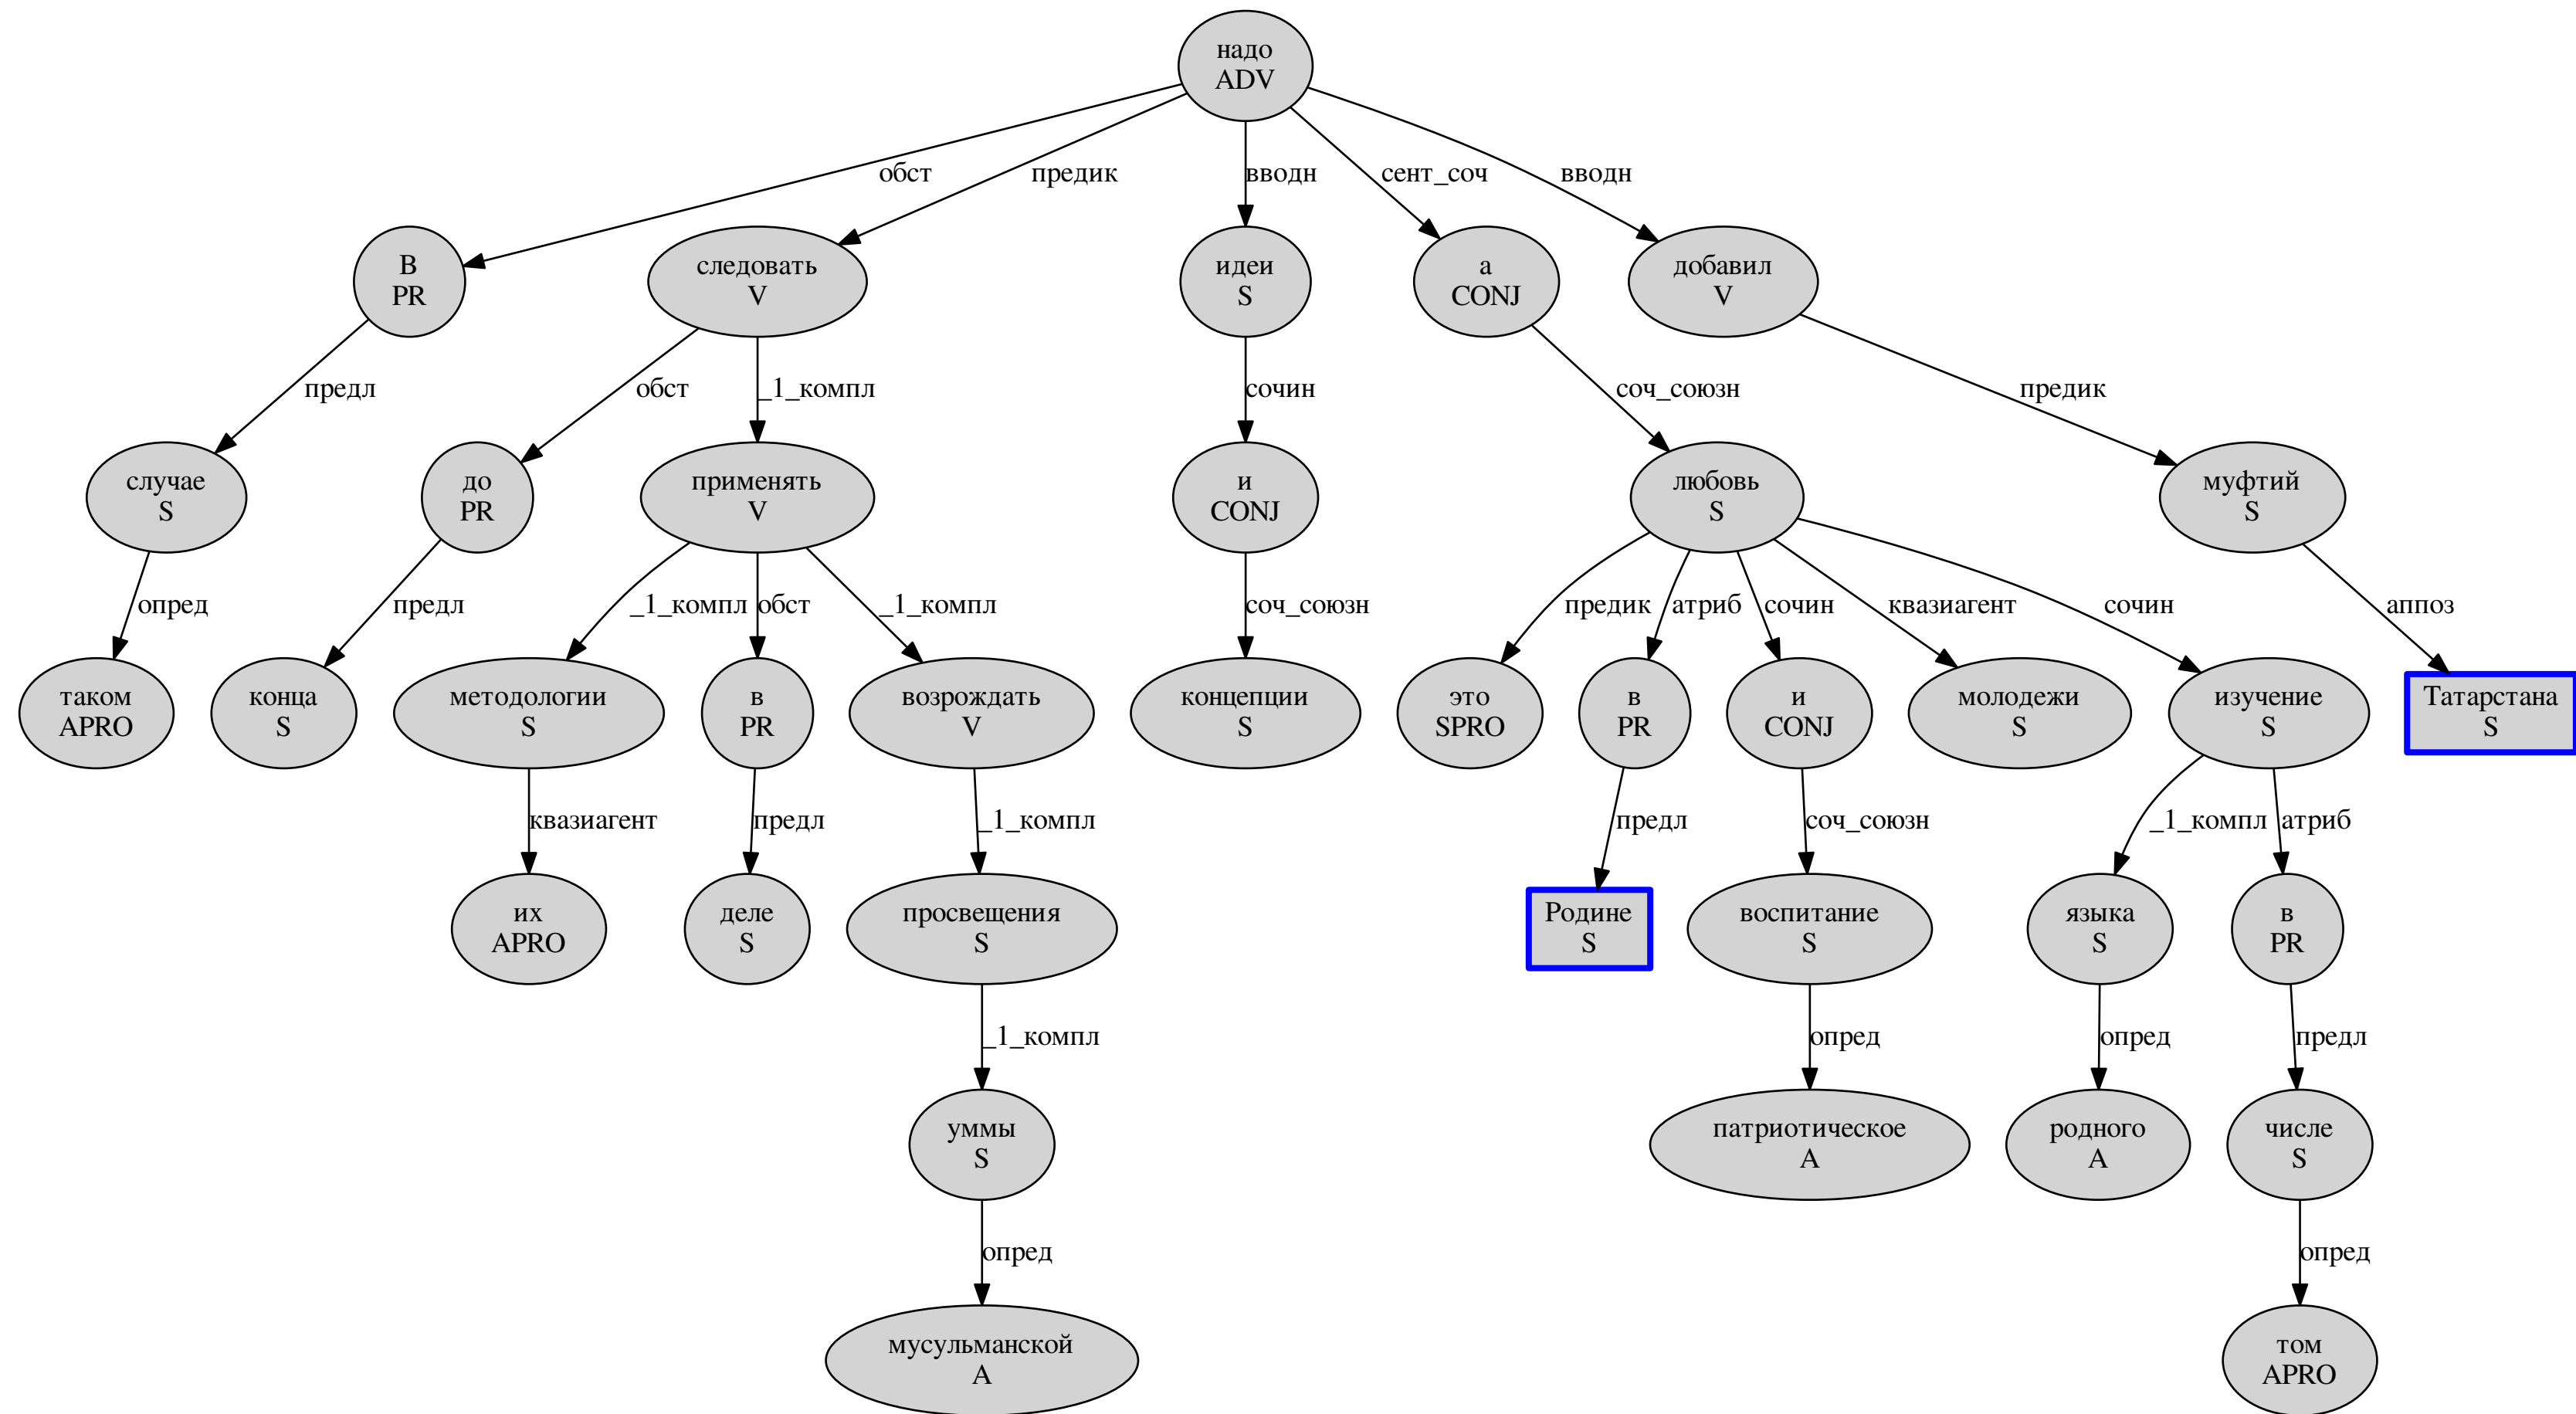 надо
ADV
обст
предик
вводн
сент_соч
вводн
В
PR
следовать
V
идеи
S
а
CONJ
добавил
V
предл
обст
_1_компл
сочин
соч_союзн
предик
случае
S
до
PR
применять
V
и
CONJ
любовь
S
муфтий
S
опред
предл
_1_компл
обст
_1_компл
соч_союзн
предик
атриб
сочин
квазиагент
сочин
аппоз
таком
APRO
конца
S
методологии
S
в
PR
возрождать
V
концепции
S
это
SPRO
в
PR
и
CONJ
молодежи
S
изучение
S
Татарстана
S
квазиагент
предл
_1_компл
предл
соч_союзн
_1_компл
атриб
их
APRO
деле
S
просвещения
S
Родине
S
воспитание
S
языка
S
в
PR
_1_компл
опред
опред
предл
уммы
S
патриотическое
A
родного
A
числе
S
опред
опред
мусульманской
A
том
APRO